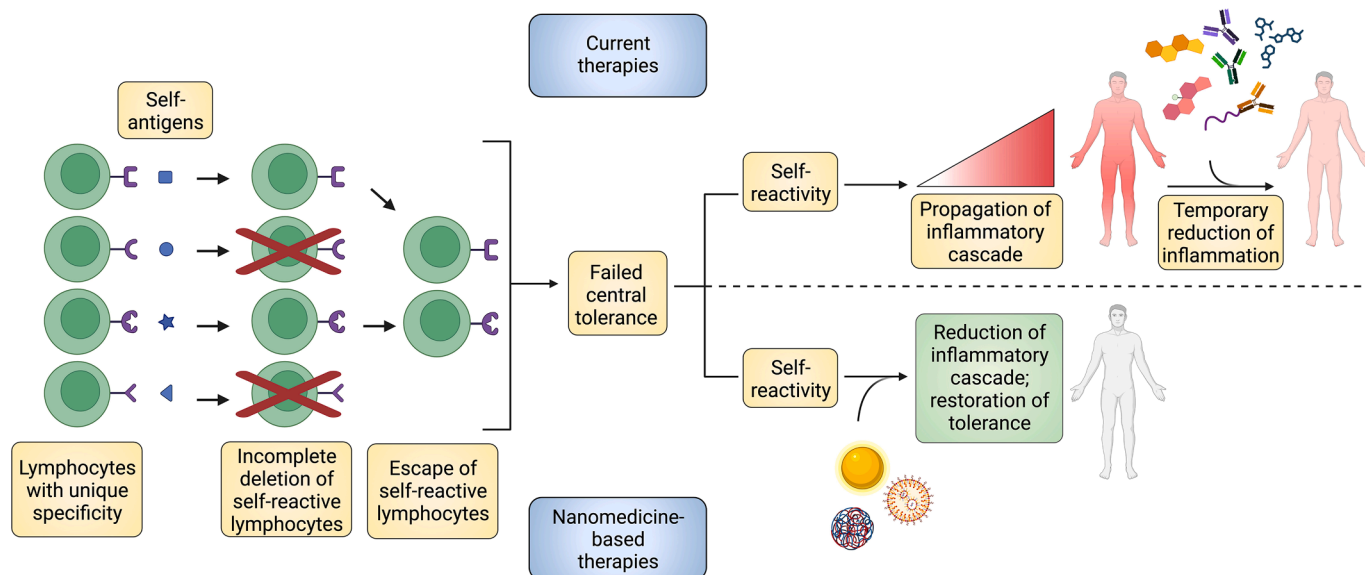 Current
therapies
Self-
antigens
Self-
reactivity
Propagation of
inflammatory
cascade
Temporary
reduction of
inflammation
Failed
central
tolerance
Self-
reactivity
Reduction of
inflammatory
cascade;
restoration of
tolerance
Lymphocytes
with unique
specificity
Incomplete
deletion of
self-reactive
lymphocytes
Escape of
self-reactive
lymphocytes
Nanomedicine-
based
therapies